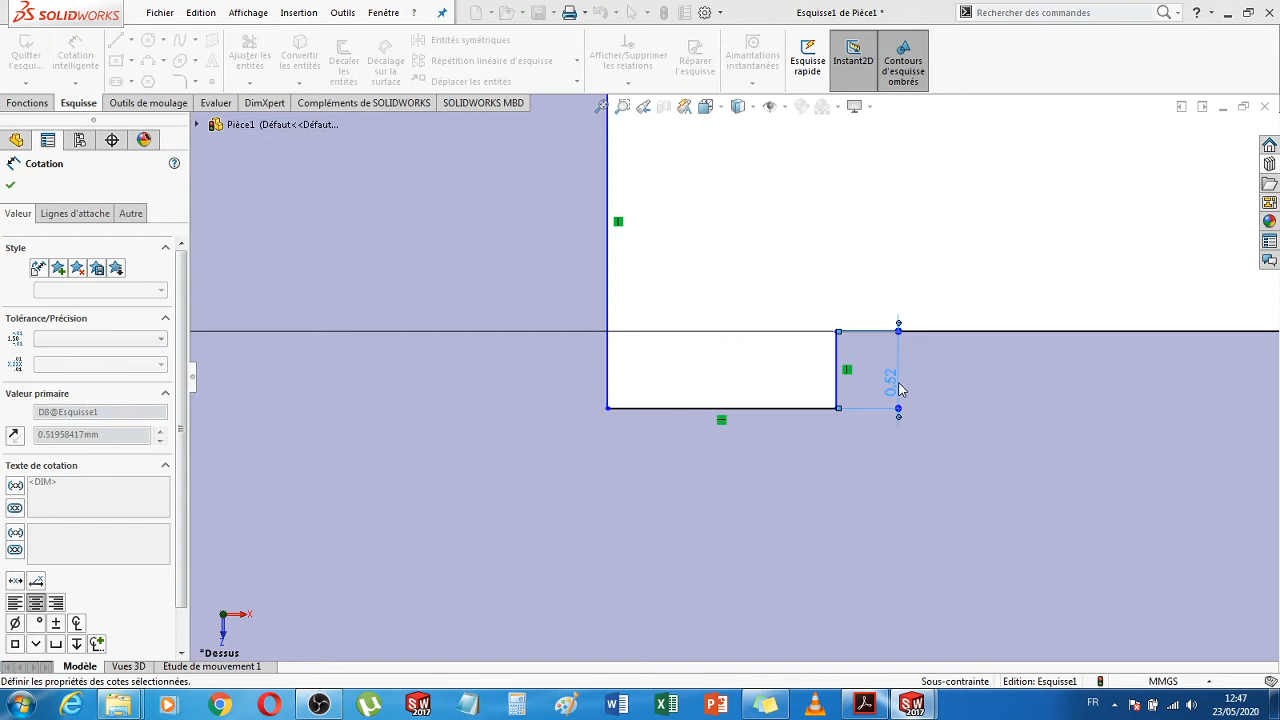 SOLIDWORKS
Fichier
Edition
Affichage
Insertion
Outils
Fenêtre
Esquisse1 de Pièce1 *
Rechercher des commandes
Quitter l'esqui...
Cotation intelligente
Ajuster les entités
Convertir les entités
Décaler les entités
Décalage sur la surface
Entités symétriques
Répétition linéaire d'esquisse
Déplacer les entités
Afficher/Supprimer les relations
Réparer l'esquisse
Aimantations instantanées
Esquisse rapide
Instant2D
Contours d'esquisse ombrés
Fonctions
Esquisse
Outils de moulage
Evaluer
DimXpert
Compléments de SOLIDWORKS
SOLIDWORKS MBD
Pièce1 (Défaut<<Défaut...
Cotation
Valeur
Lignes d'attache
Autre
Style
Tolérance/Précision
Valeur primaire
D8@Esquisse1
0.51958417mm
Texte de cotation
<DIM>
0.52
X
Z
*Dessus
Modèle
Vues 3D
Etude de mouvement 1
Définir les propriétés des cotes sélectionnées.
Sous-contrainte
Edition: Esquisse1
MMGS
FR
12:47
23/05/2020